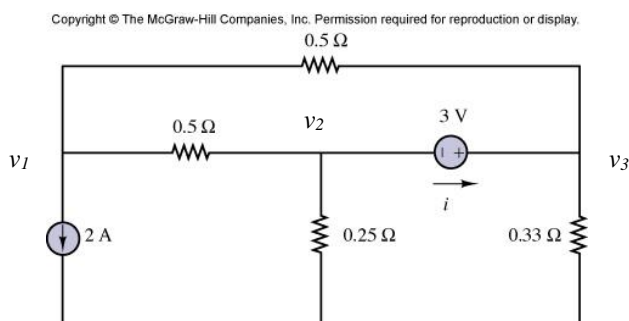 Copyright © The McGraw-Hill Companies, Inc. Permission required for reproduction or display.
0.5 Ω
0.5 Ω
v2
3 V
+
v1
v3
i
2 A
0.25 Ω
0.33 Ω